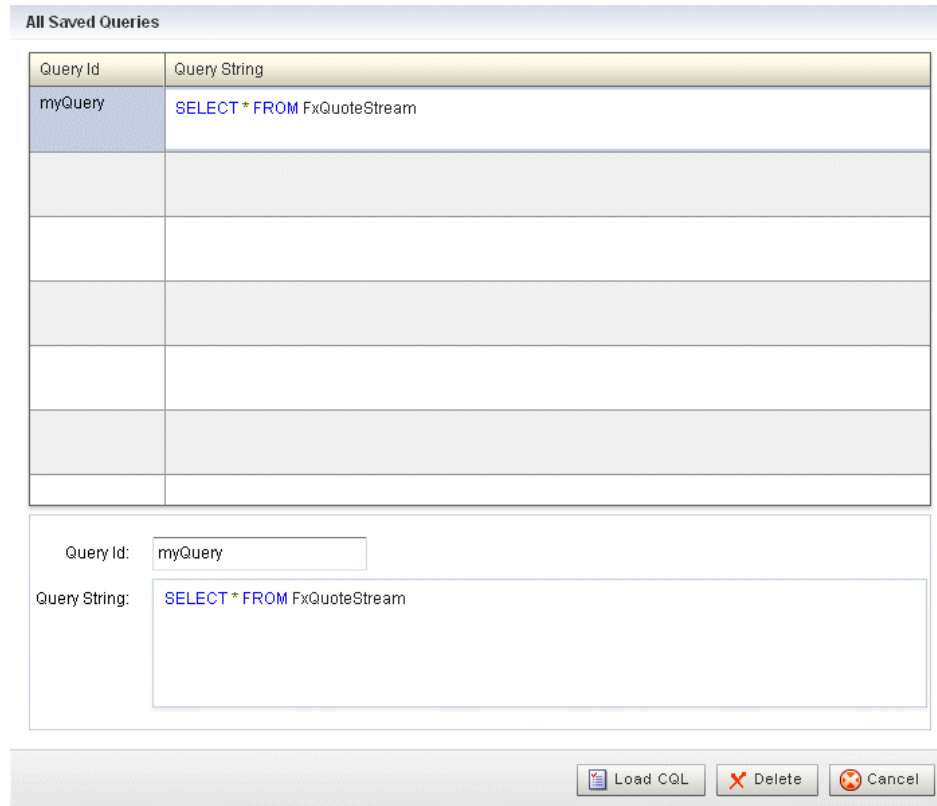 All Saved Queries
Query Id Query String
myQuery SELECT * FROM FxQuoteStream
Query Id: myQuery
Query String: SELECT * FROM FxQuoteStream
Load CQL Delete Cancel